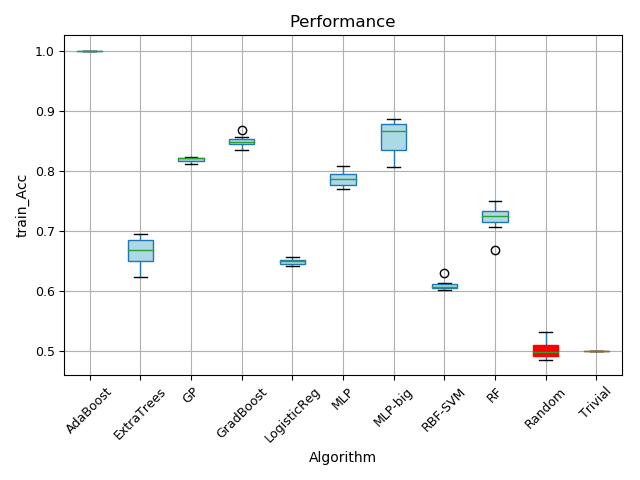 Performance
train_Acc
1.0
0.9
0.8
0.7
0.6
0.5
AdaBoost
ExtraTrees
GP
GradBoost
LogisticReg
MLP
MLP-big
RBF-SVM
RF
Random
Trivial
Algorithm